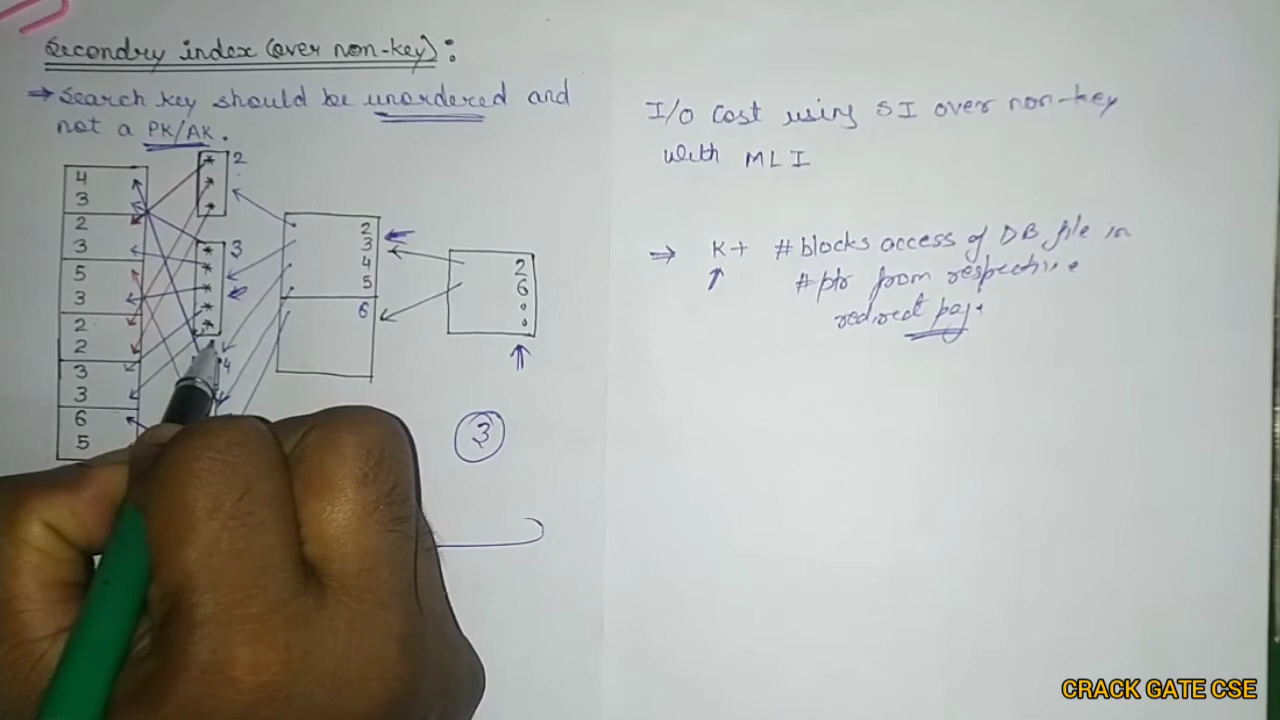 Secondry index (over non-key):
→ Search key should be unordered and
not a PK/AK.
4
3
2
3
5
3
2
2
3
3
6
5
2
3
4
2
3
4
5
6
2
6
3
I/O Cost using SI over non-key
with MLI
⇒ K+ #blocks access of DB file in
#ptr from respective
redirect page
CRACK GATE CSE